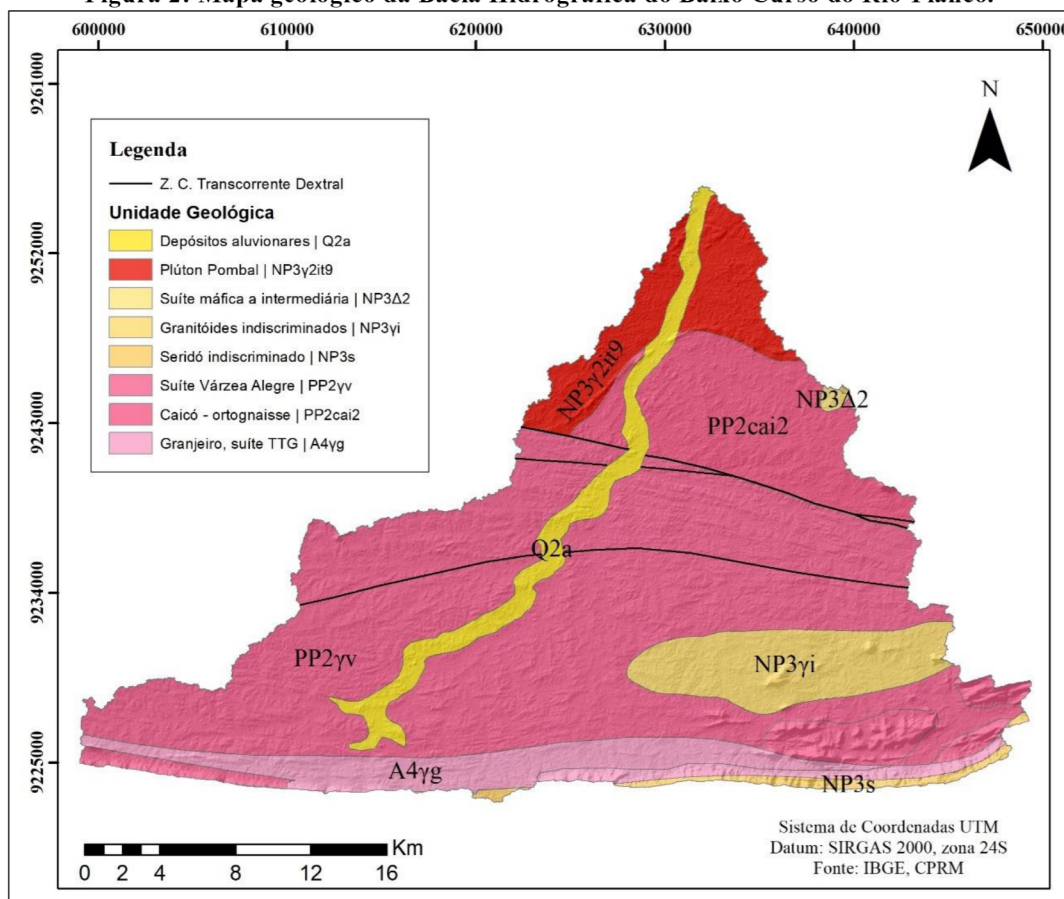 Figura 2: Mapa geológico da Bacia Hidrográfica do Baixo Curso do Rio Piancó.
600000 610000 620000 630000 640000 650000
9261000
9252000
9243000
9234000
9225000
N
Legenda
Z. C. Transcorrente Dextral
Unidade Geológica
Depósitos aluvionares | Q2a
Plúton Pombal | NP3γ2it9
Suíte máfica a intermediária | NP3Δ2
Granitóides indiscriminados | NP3γi
Seridó indiscriminado | NP3s
Suíte Várzea Alegre | PP2γv
Caicó - ortognaisse | PP2cai2
Granjeiro, suíte TTG | A4γg
NP3γ2it9
NP3Δ2
PP2cai2
Q2a
PP2γv
NP3γi
A4γg
NP3s
Km
0 2 4 8 12 16
Sistema de Coordenadas UTM
Datum: SIRGAS 2000, zona 24S
Fonte: IBGE, CPRM